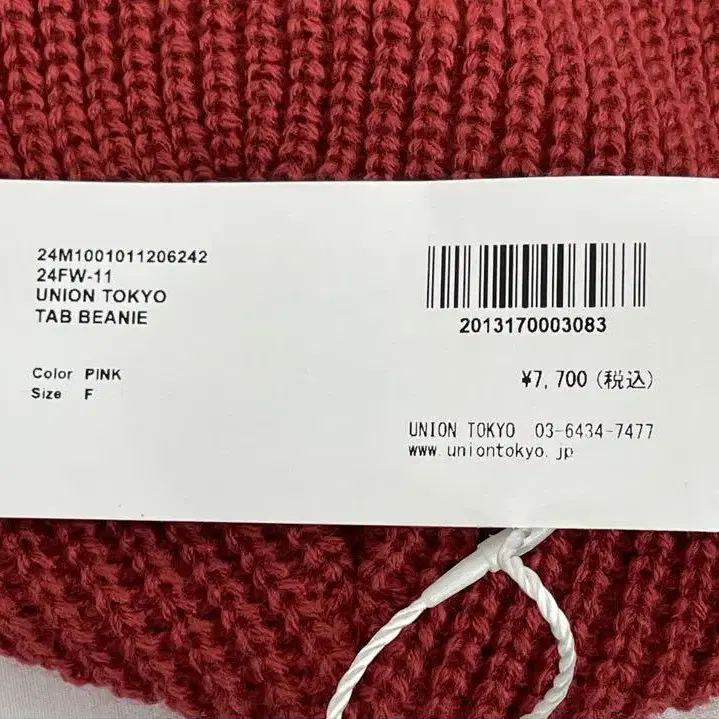 24M1001011206242
24FW-11
UNION TOKYO
TAB BEANIE
Color PINK
Size F
2013170003083
¥7,700 (税込)
UNION TOKYO 03-6434-7477
www.uniontokyo.jp